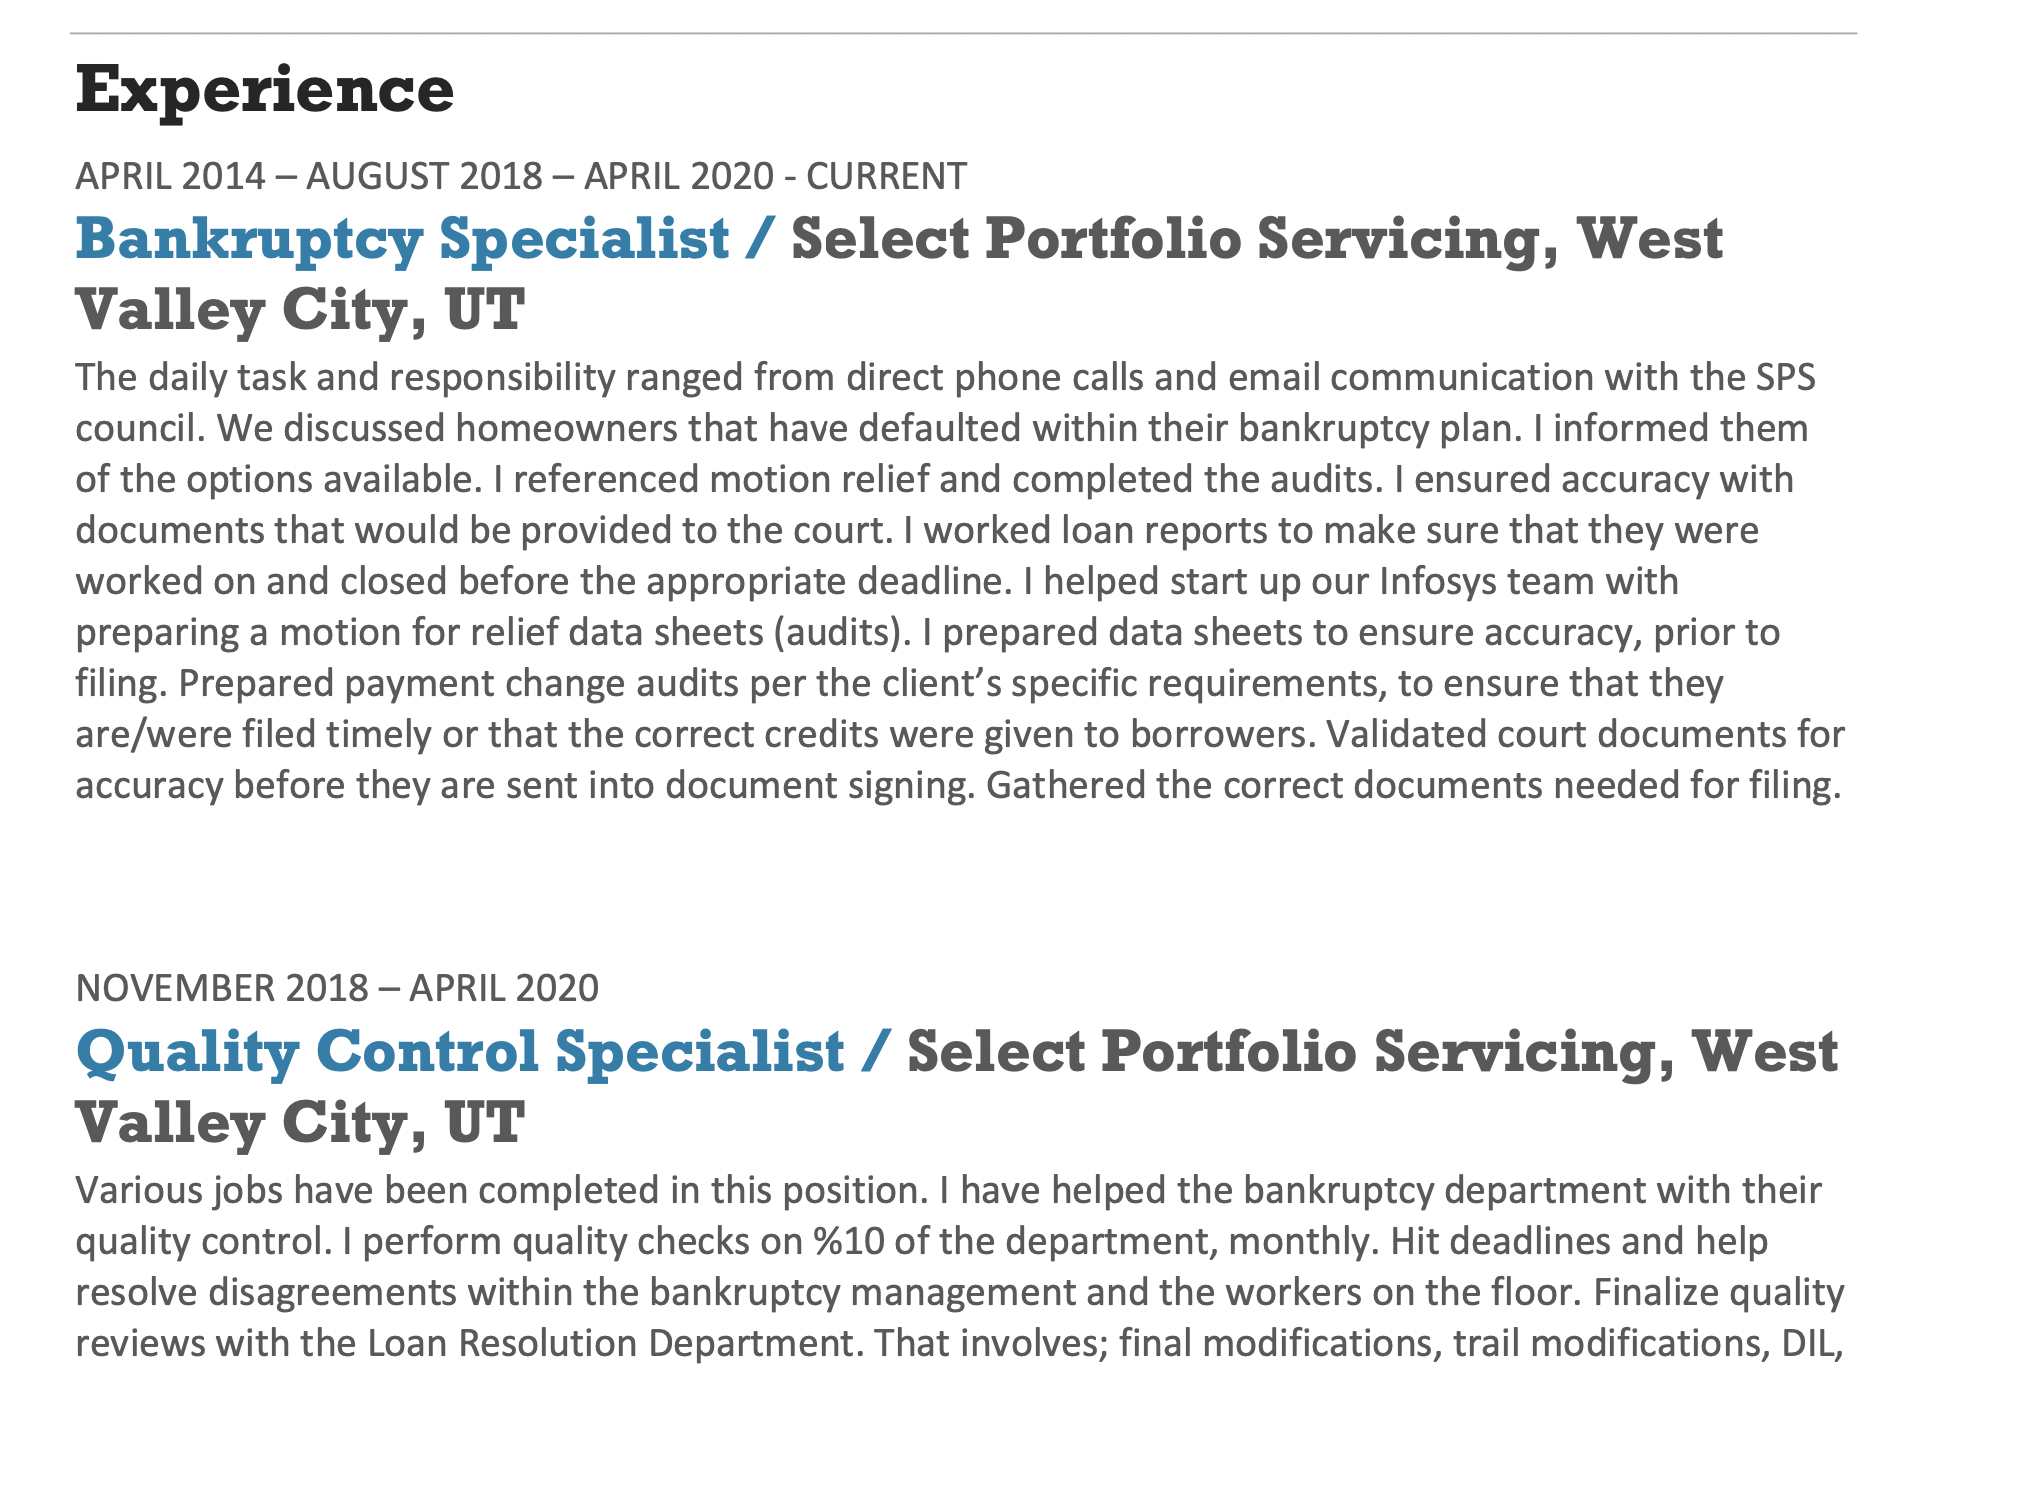 Experience
APRIL 2014 – AUGUST 2018 – APRIL 2020 - CURRENT
Bankruptcy Specialist / Select Portfolio Servicing, West
Valley City, UT
The daily task and responsibility ranged from direct phone calls and email communication with the SPS
council. We discussed homeowners that have defaulted within their bankruptcy plan. I informed them
of the options available. I referenced motion relief and completed the audits. I ensured accuracy with
documents that would be provided to the court. I worked loan reports to make sure that they were
worked on and closed before the appropriate deadline. I helped start up our Infosys team with
preparing a motion for relief data sheets (audits). I prepared data sheets to ensure accuracy, prior to
filing. Prepared payment change audits per the client’s specific requirements, to ensure that they
are/were filed timely or that the correct credits were given to borrowers. Validated court documents for
accuracy before they are sent into document signing. Gathered the correct documents needed for filing.
NOVEMBER 2018 – APRIL 2020
Quality Control Specialist / Select Portfolio Servicing, West
Valley City, UT
Various jobs have been completed in this position. I have helped the bankruptcy department with their
quality control. I perform quality checks on %10 of the department, monthly. Hit deadlines and help
resolve disagreements within the bankruptcy management and the workers on the floor. Finalize quality
reviews with the Loan Resolution Department. That involves; final modifications, trail modifications, DIL,